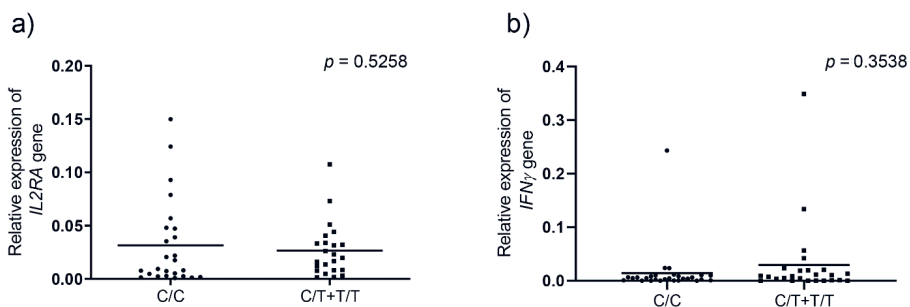 a)
p = 0.5258
Relative expression of
IL2RA gene
0.20
0.15
0.10
0.05
0.00
C/C
C/T+T/T
b)
p = 0.3538
Relative expression of
IFNγ gene
0.4
0.3
0.2
0.1
0.0
C/C
C/T+T/T